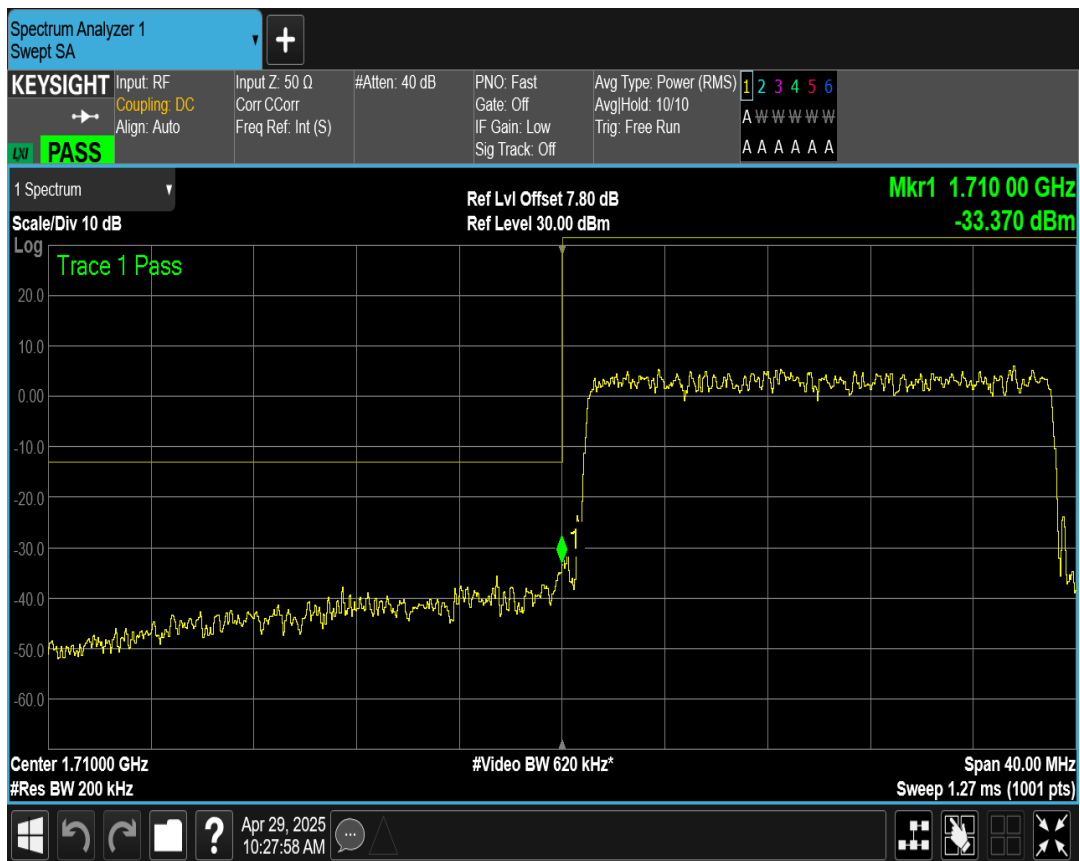 Spectrum Analyzer 1
Swept SA
+
KEYSIGHT
LXI PASS
Input: RF
Coupling: DC
Align: Auto
Input Z: 50 Ω
Corr CCorr
Freq Ref: Int (S)
#Atten: 40 dB
PNO: Fast
Gate: Off
IF Gain: Low
Sig Track: Off
Avg Type: Power (RMS)
Avg|Hold: 10/10
Trig: Free Run
1 2 3 4 5 6
A W W W W W
A A A A A A
1 Spectrum
Scale/Div 10 dB
Ref Lvl Offset 7.80 dB
Ref Level 30.00 dBm
Mkr1 1.710 00 GHz
-33.370 dBm
Log
Trace 1 Pass
20.0
10.0
0.00
-10.0
-20.0
-30.0
-40.0
-50.0
-60.0
1
Center 1.71000 GHz
#Res BW 200 kHz
#Video BW 620 kHz*
Span 40.00 MHz
Sweep 1.27 ms (1001 pts)
?
Apr 29, 2025
10:27:58 AM